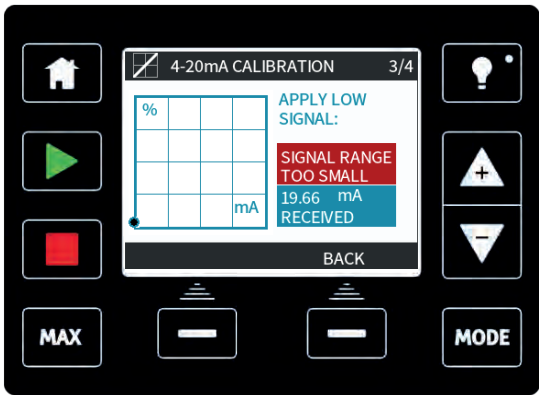 4-20mA CALIBRATION 3/4
%
mA
APPLY LOW
SIGNAL:
SIGNAL RANGE
TOO SMALL
19.66 mA
RECEIVED
BACK
+
-
MAX
MODE